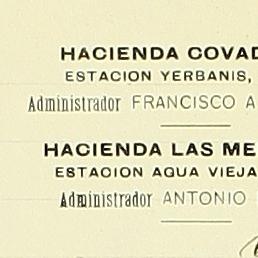 HACIENDA COVAD
ESTACION YERBANIS,
Administrador FRANCISCO A
HACIENDA LAS ME
ESTACION AGUA VIEJA
Administrador ANTONIO